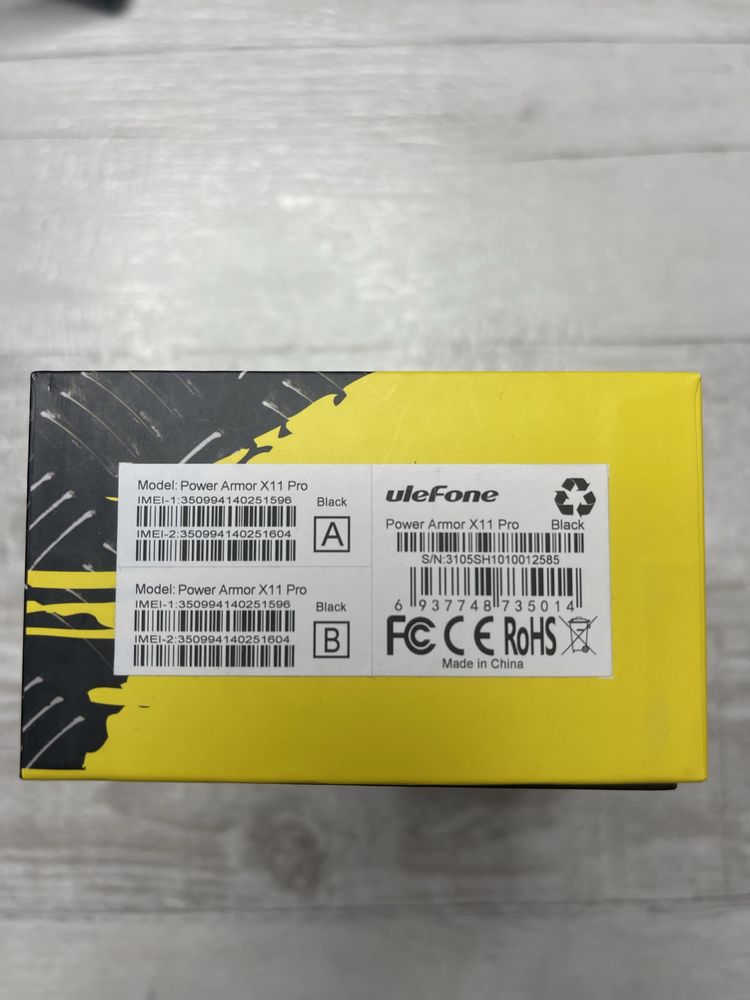 Model: Power Armor X11 Pro
IMEI-1:350994140251596
Black
IMEI-2:350994140251604
A
Model: Power Armor X11 Pro
IMEI-1:350994140251596
Black
IMEI-2:350994140251604
B
uleFone
Power Armor X11 Pro Black
S/N:3105SH1010012585
6 937748 735014
FC CE RoHS
Made in China